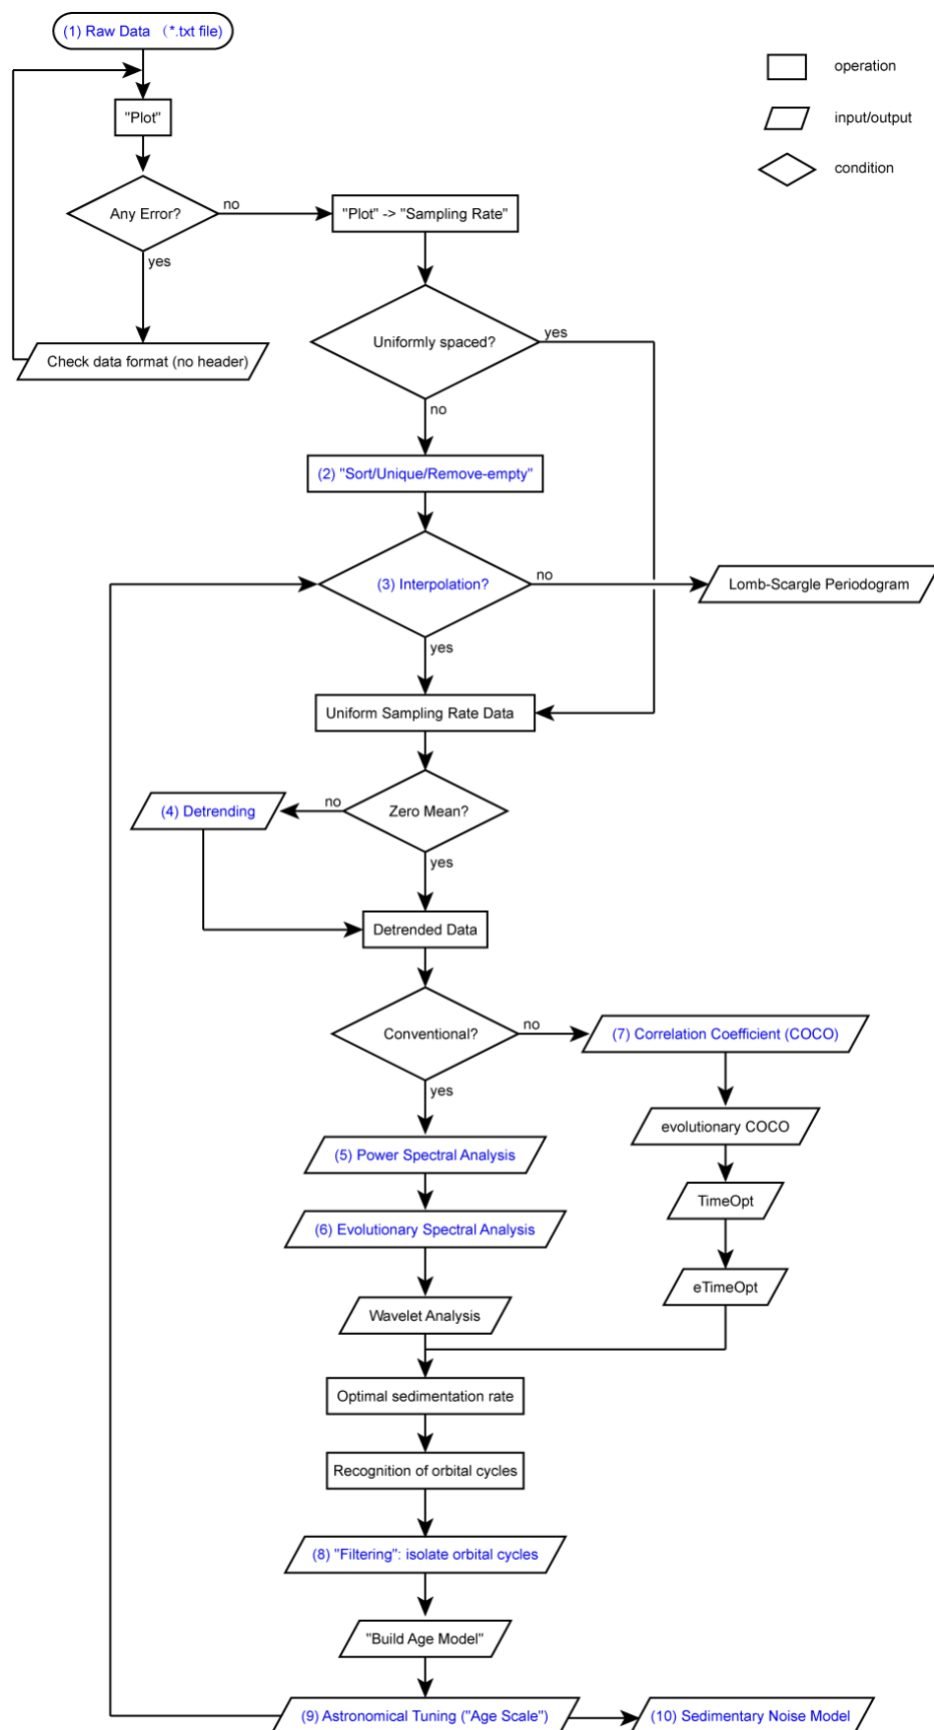 (1) Raw Data （*.txt file)
operation
"Plot"
input/output
condition
Any Error?
no
"Plot" -> "Sampling Rate"
yes
Uniformly spaced?
yes
Check data format (no header)
no
(2) "Sort/Unique/Remove-empty"
(3) Interpolation?
no
Lomb-Scargle Periodogram
yes
Uniform Sampling Rate Data
(4) Detrending
no
Zero Mean?
yes
Detrended Data
Conventional?
no
(7) Correlation Coefficient (COCO)
yes
evolutionary COCO
(5) Power Spectral Analysis
TimeOpt
(6) Evolutionary Spectral Analysis
eTimeOpt
Wavelet Analysis
Optimal sedimentation rate
Recognition of orbital cycles
(8) "Filtering": isolate orbital cycles
"Build Age Model"
(9) Astronomical Tuning ("Age Scale")
(10) Sedimentary Noise Model